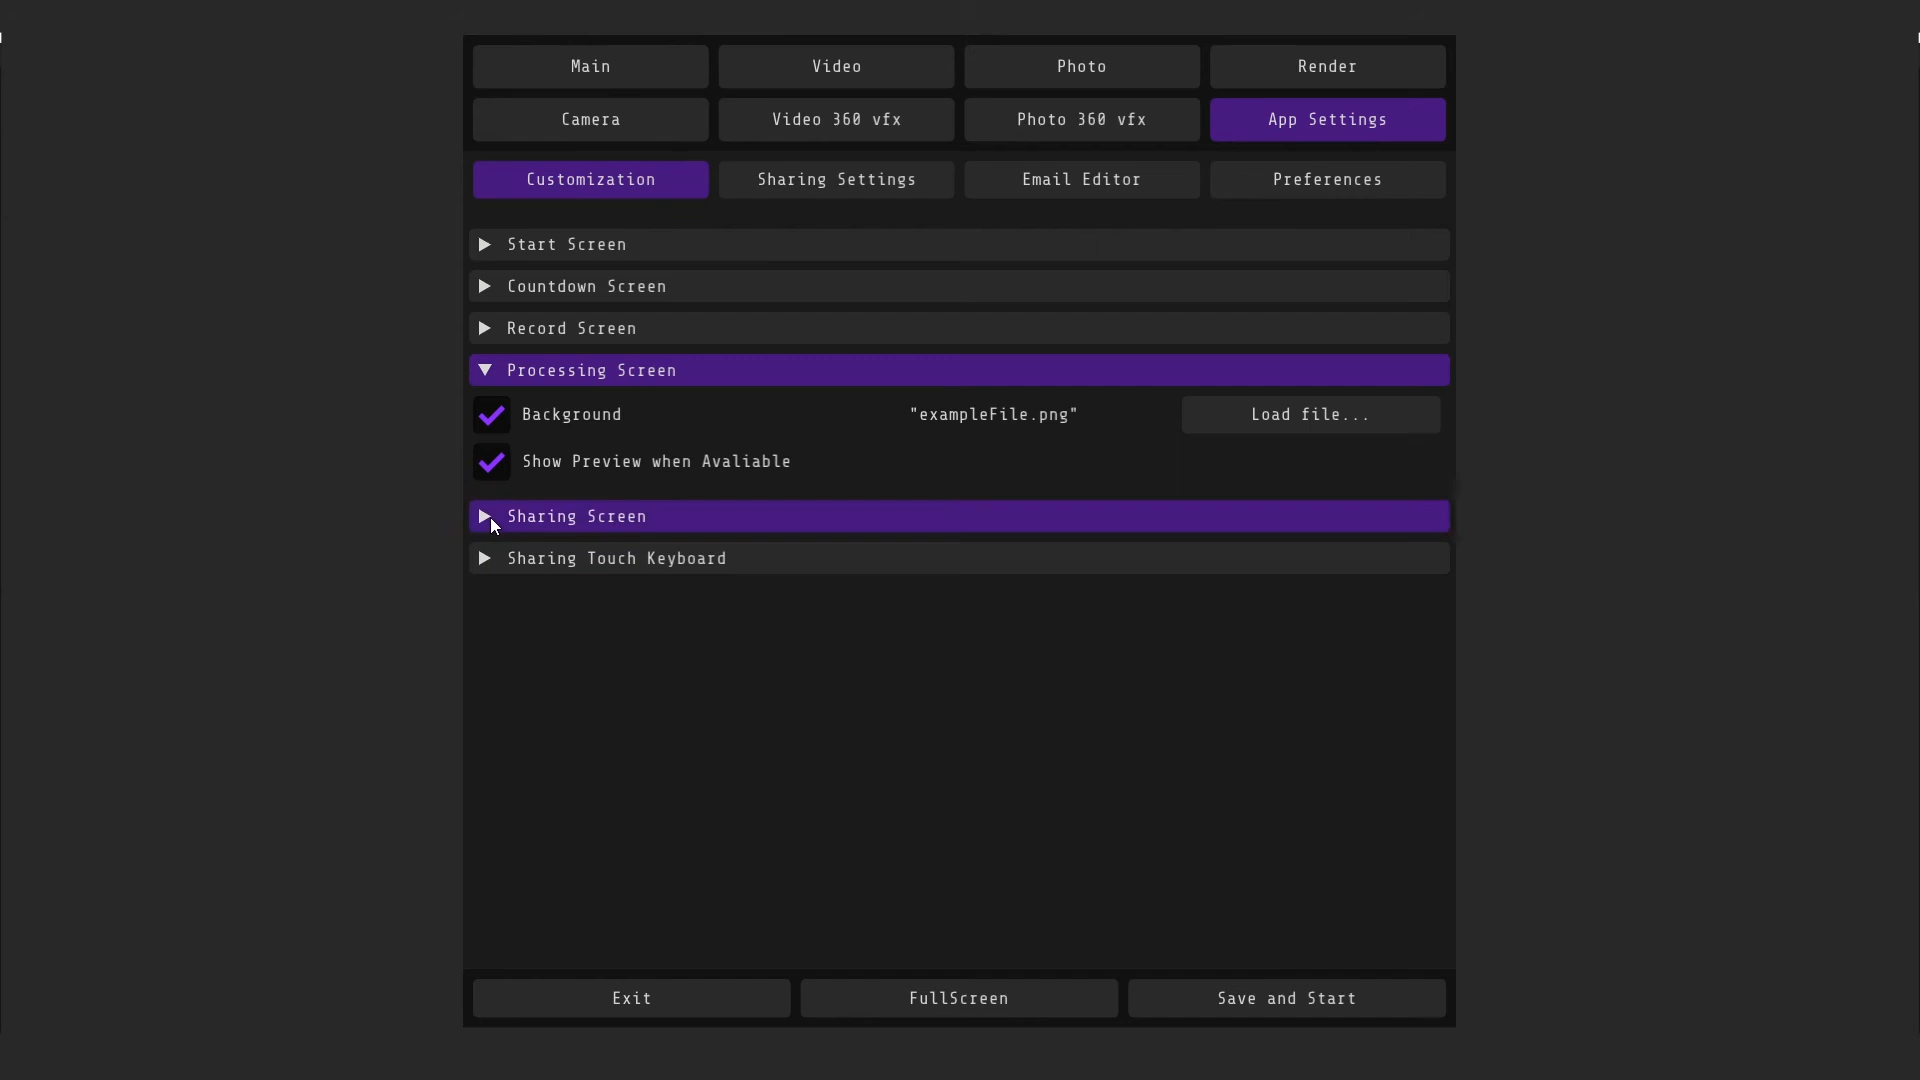 Main Video Photo Render
Camera Video 360 vfx Photo 360 vfx App Settings
Customization Sharing Settings Email Editor Preferences
Start Screen
Countdown Screen
Record Screen
Processing Screen
Background "exampleFile.png" Load file...
Show Preview when Avaliable
Sharing Screen
Sharing Touch Keyboard
Exit FullScreen Save and Start